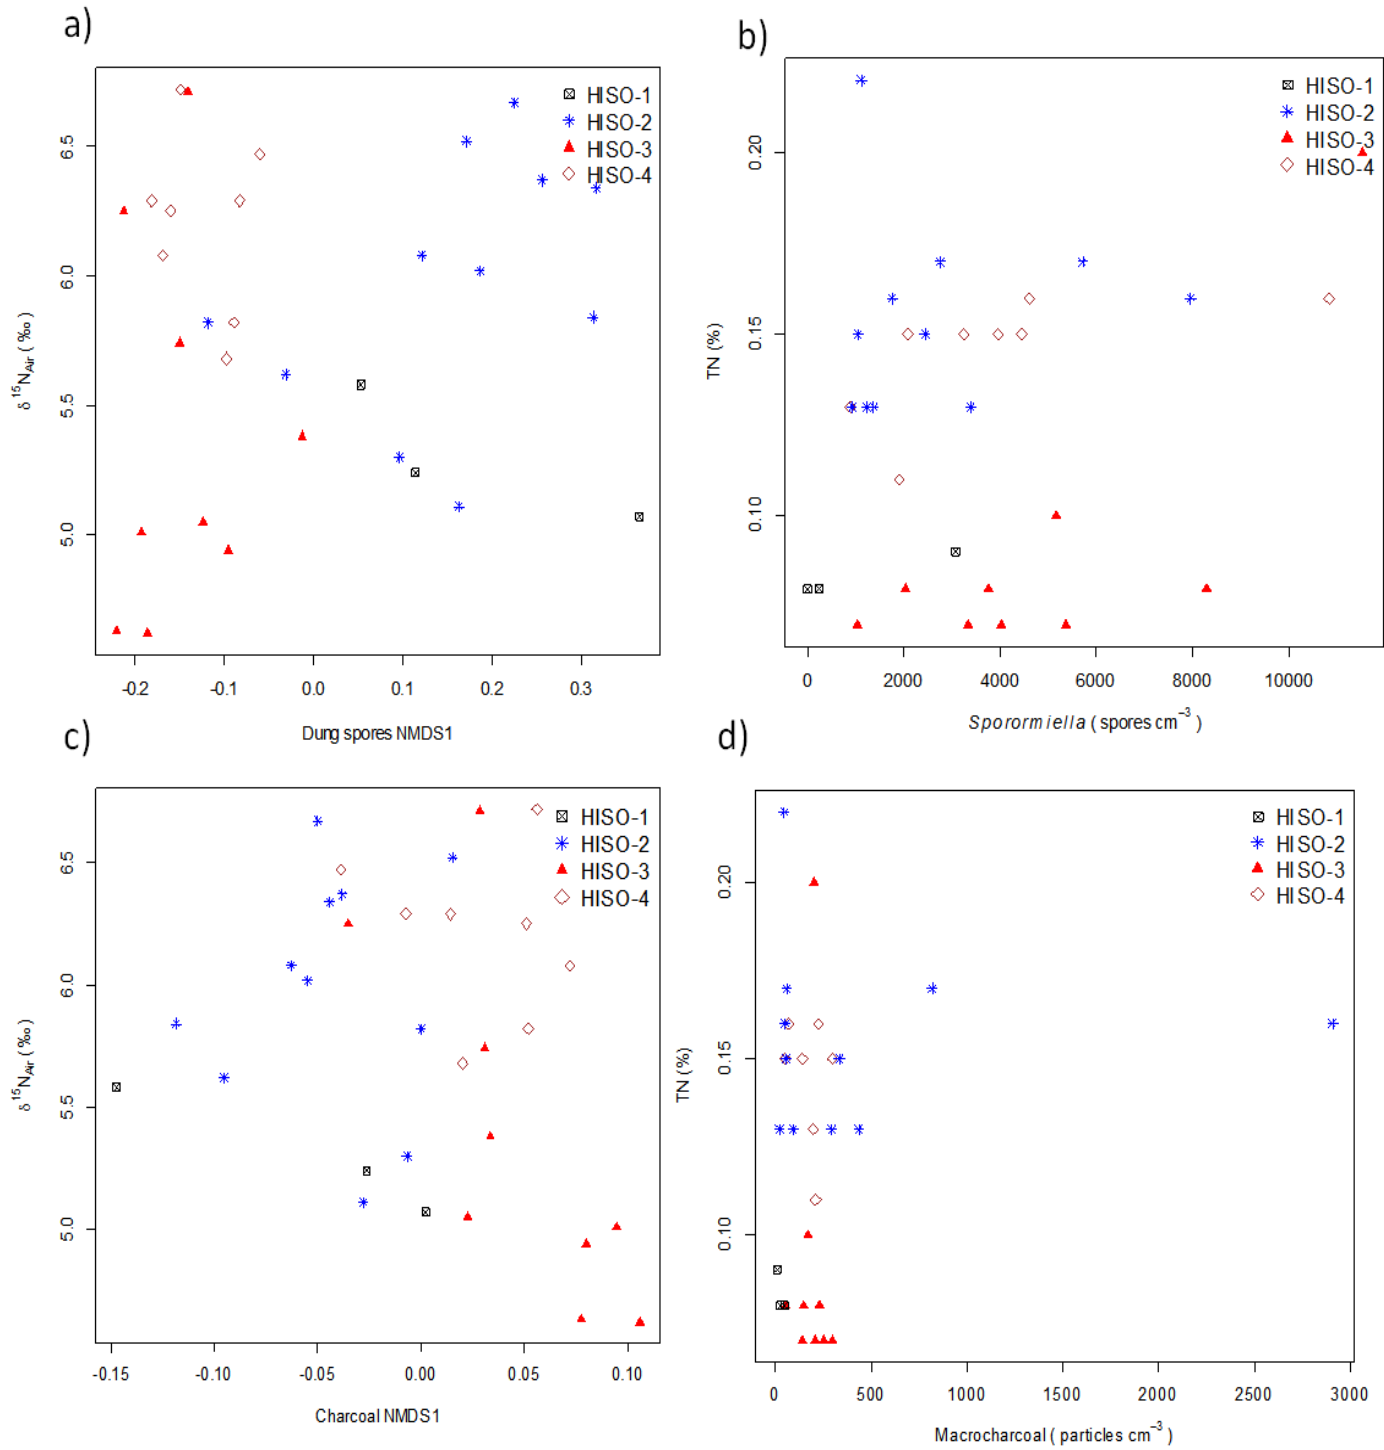 a)
HISO-1
HISO-2
HISO-3
HISO-4
6.5
6.0
5.5
5.0
δ ¹⁵N_Air ( ‰ )
-0.2 -0.1 0.0 0.1 0.2 0.3
Dung spores NMDS1
b)
HISO-1
HISO-2
HISO-3
HISO-4
0.20
0.15
0.10
TN (%)
0 2000 4000 6000 8000 10000
Sporormiella ( spores cm⁻³ )
c)
HISO-1
HISO-2
HISO-3
HISO-4
6.5
6.0
5.5
5.0
δ ¹⁵N_Air ( ‰ )
-0.15 -0.10 -0.05 0.00 0.05 0.10
Charcoal NMDS1
d)
HISO-1
HISO-2
HISO-3
HISO-4
0.20
0.15
0.10
TN (%)
0 500 1000 1500 2000 2500 3000
Macrocharcoal ( particles cm⁻³ )